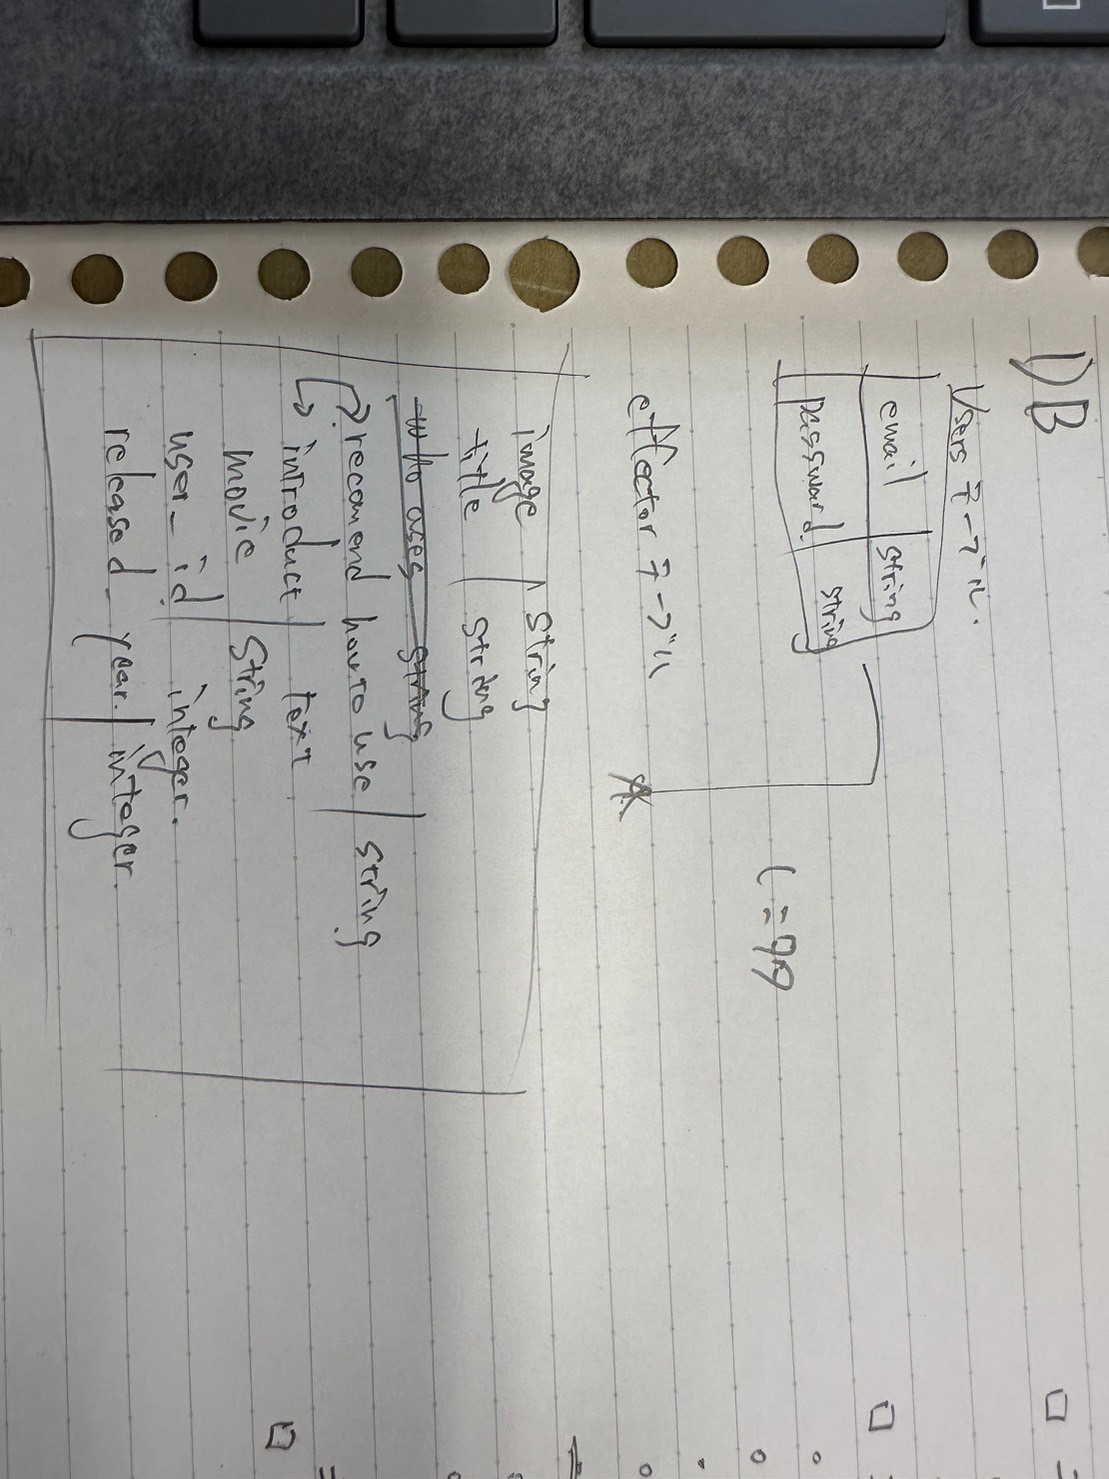 DB
Users テーブル.
email string
password. string
1 = 多
effector テーブル
image string
title string
who uses string
recomend how to use string
introduct text
movie string
user_id integer.
released year. integer